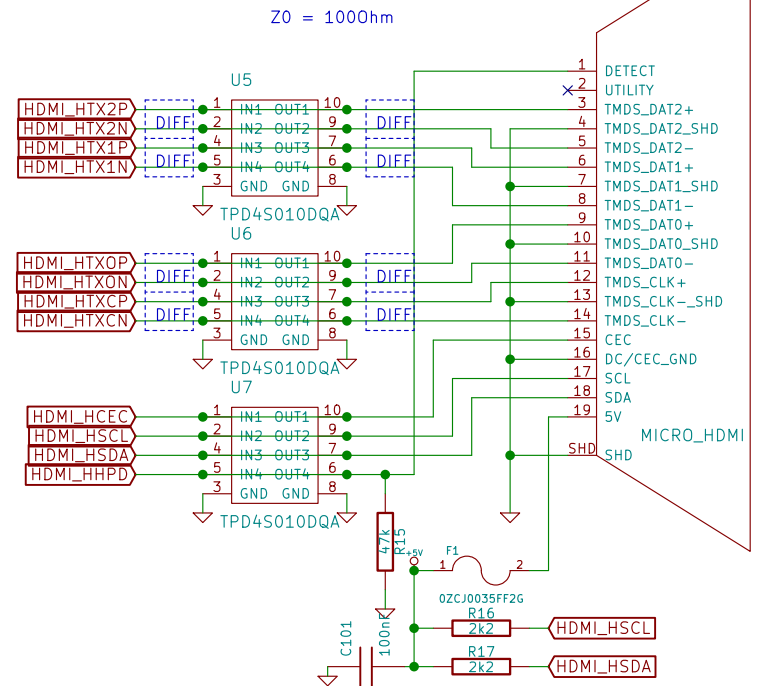 Z0 = 100Ohm
U5
HDMI_HTX2P
HDMI_HTX2N
HDMI_HTX1P
HDMI_HTX1N
DIFF
DIFF
1 IN1 OUT1 10
2 IN2 OUT2 9
4 IN3 OUT3 7
5 IN4 OUT4 6
3 GND GND 8
DIFF
DIFF
TPD4S010DQA
U6
HDMI_HTX0P
HDMI_HTX0N
HDMI_HTXCP
HDMI_HTXCN
DIFF
DIFF
1 IN1 OUT1 10
2 IN2 OUT2 9
4 IN3 OUT3 7
5 IN4 OUT4 6
3 GND GND 8
DIFF
DIFF
TPD4S010DQA
U7
HDMI_HCEC
HDMI_HSCL
HDMI_HSDA
HDMI_HHPD
1 IN1 OUT1 10
2 IN2 OUT2 9
4 IN3 OUT3 7
5 IN4 OUT4 6
3 GND GND 8
TPD4S010DQA
1 DETECT
2 UTILITY
3 TMDS_DAT2+
4 TMDS_DAT2_SHD
5 TMDS_DAT2-
6 TMDS_DAT1+
7 TMDS_DAT1_SHD
8 TMDS_DAT1-
9 TMDS_DAT0+
10 TMDS_DAT0_SHD
11 TMDS_DAT0-
12 TMDS_CLK+
13 TMDS_CLK-_SHD
14 TMDS_CLK-
15 CEC
16 DC/CEC_GND
17 SCL
18 SDA
19 5V
MICRO_HDMI
SHD SHD
47k
R15
+5V
F1
1 2
0ZCJ0035FF2G
C101
100nF
R16
2k2
HDMI_HSCL
R17
2k2
HDMI_HSDA